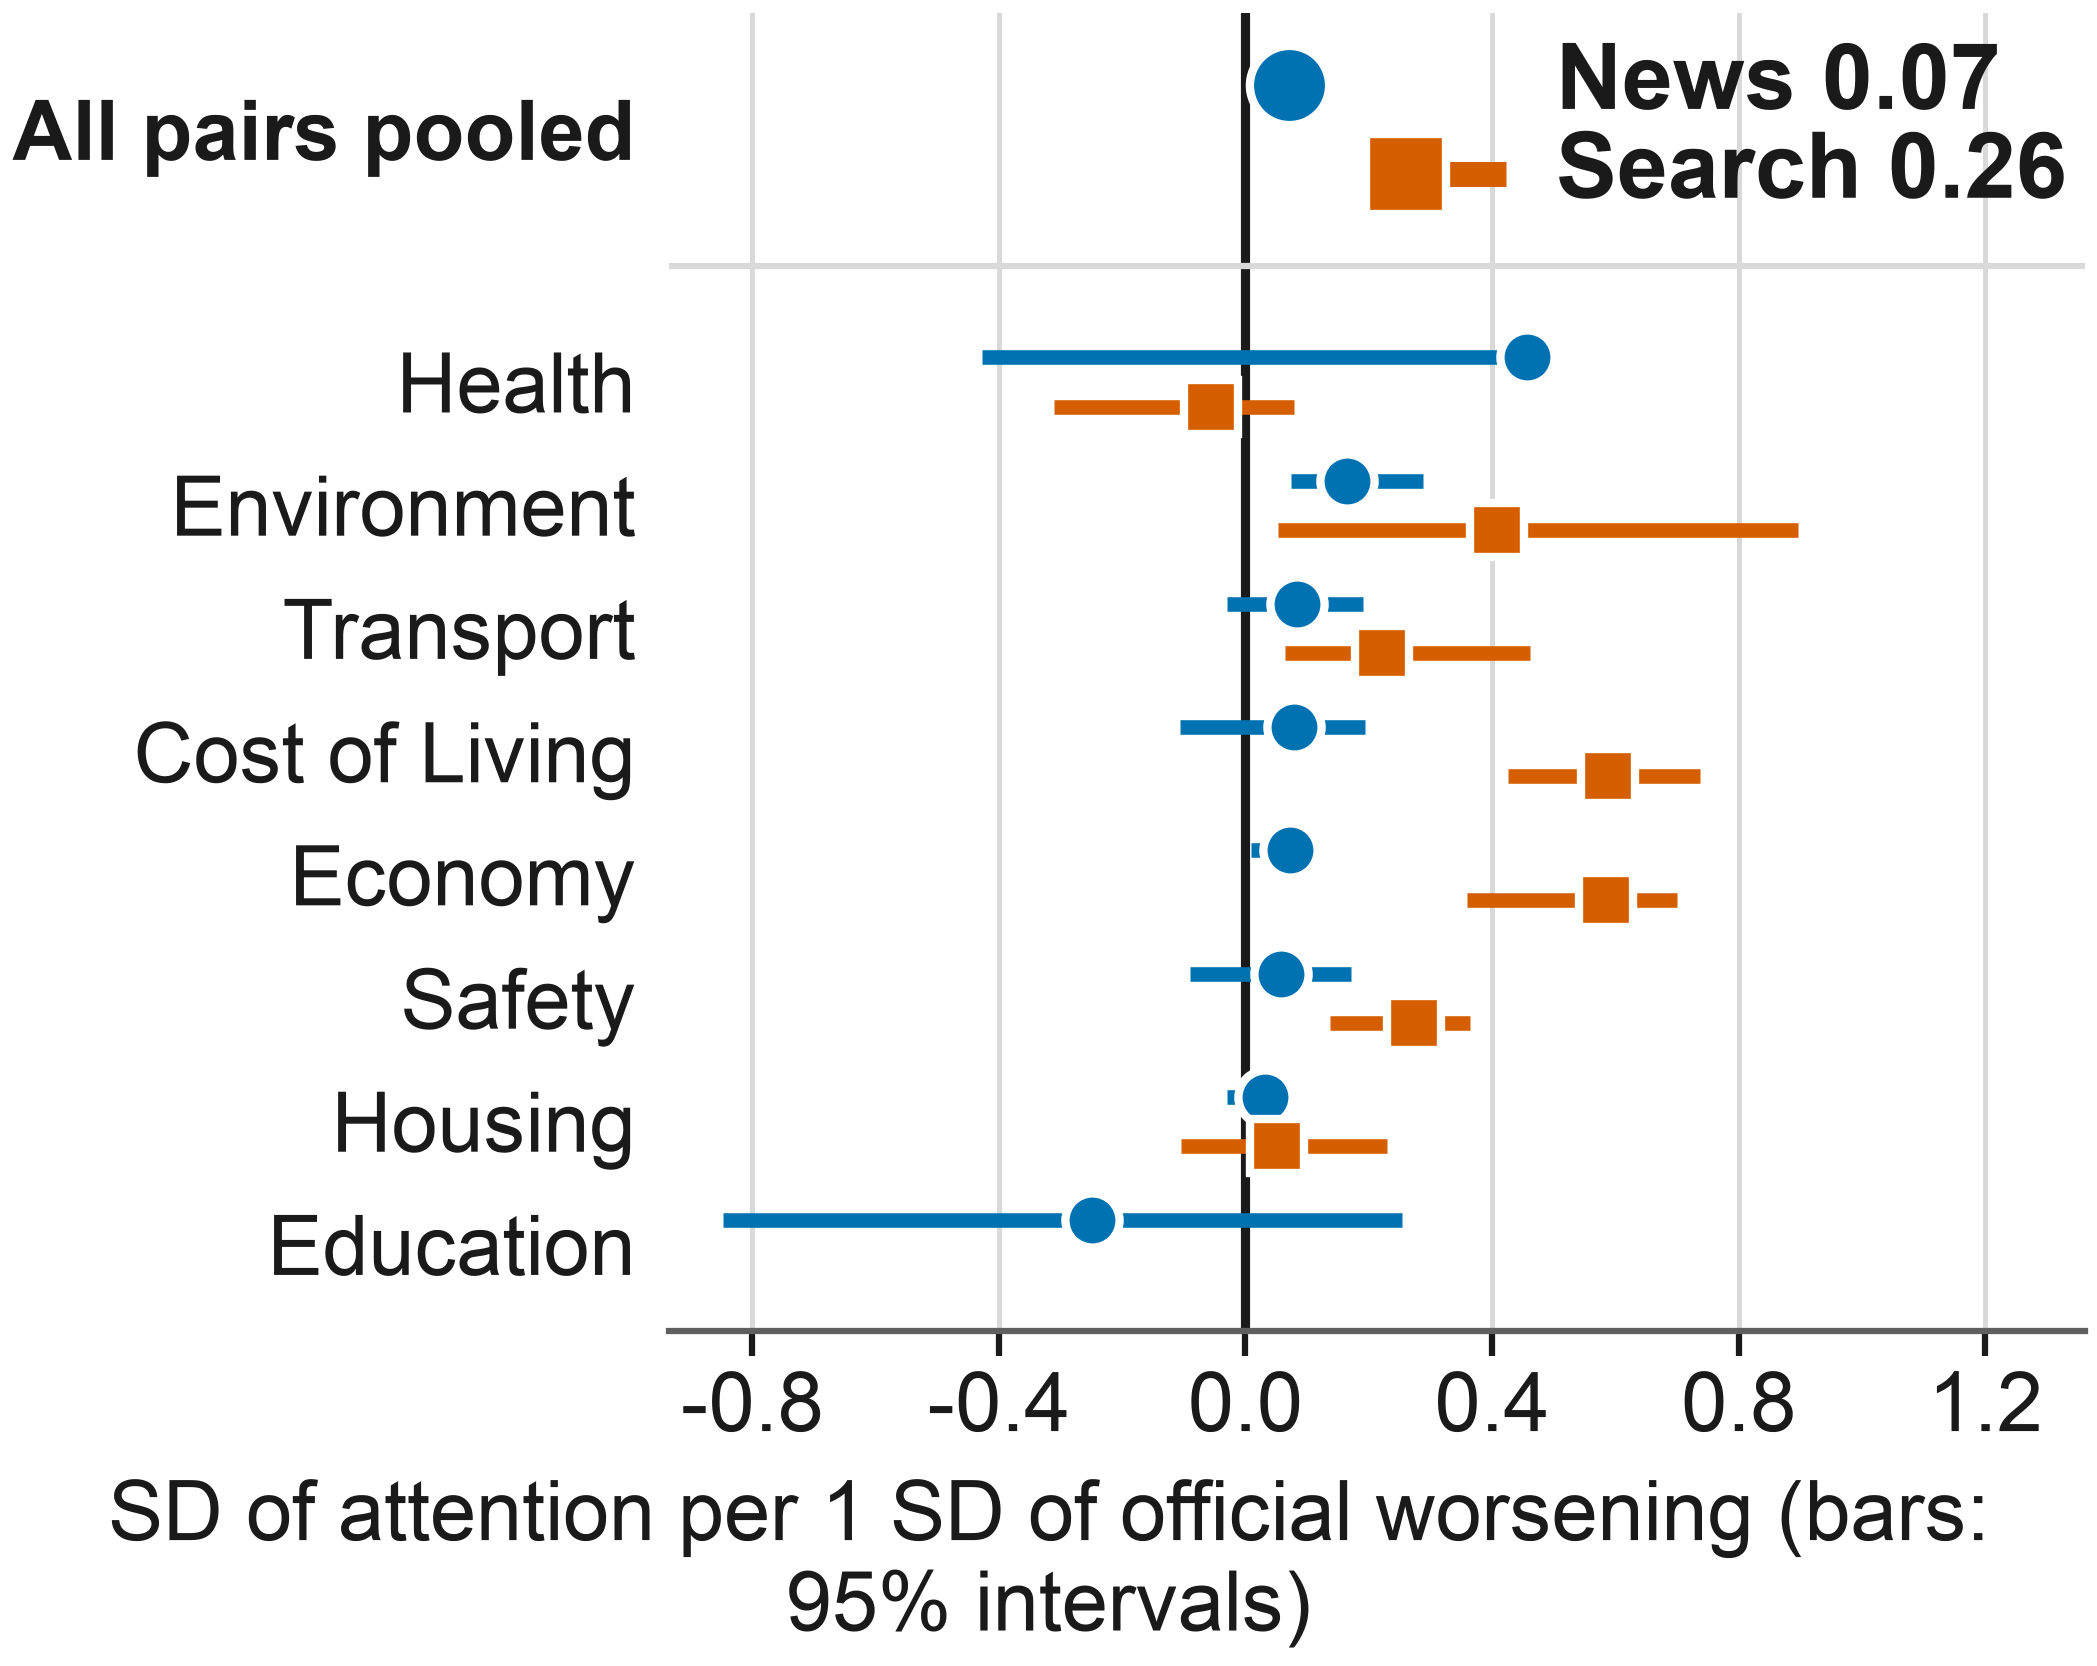 News 0.07
All pairs pooled
Search 0.26
Health
Environment
Transport
Cost of Living
Economy
Safety
Housing
Education
-0.8 -0.4 0.0 0.4 0.8 1.2
SD of attention per 1 SD of official worsening (bars:
95% intervals)